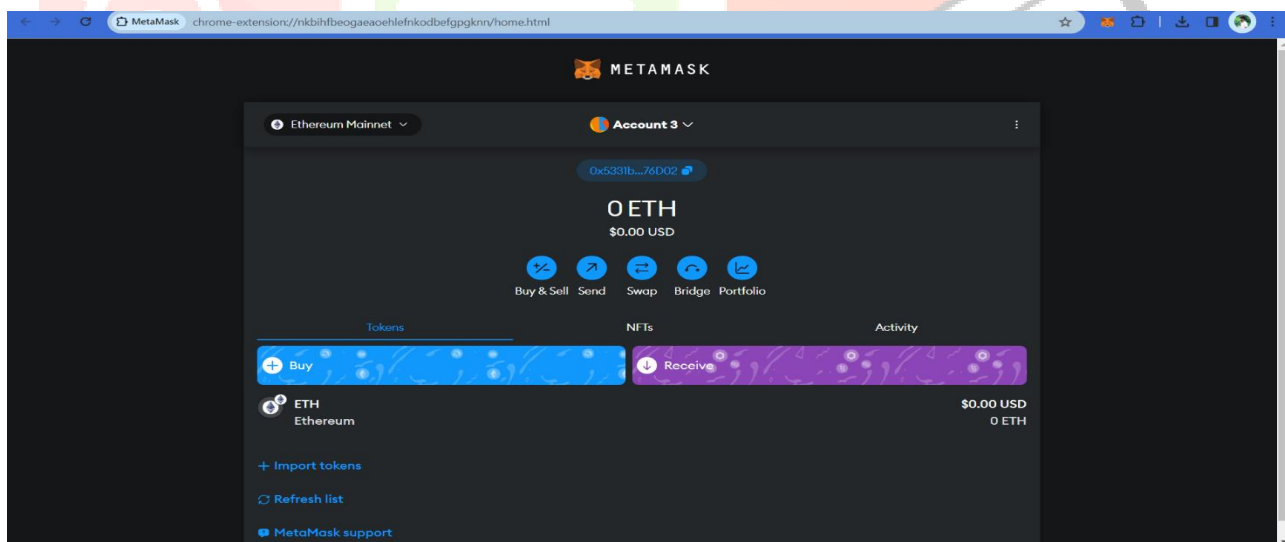 MetaMask chrome-extension://nkbihfbeogaeaoehlefnkodbefgpgknn/home.html
METAMASK
Ethereum Mainnet Account 3
0x5331b...76D02
0 ETH
$0.00 USD
Buy & Sell Send Swap Bridge Portfolio
Tokens NFTs Activity
Buy Receive
ETH $0.00 USD
Ethereum 0 ETH
+ Import tokens
Refresh list
MetaMask support